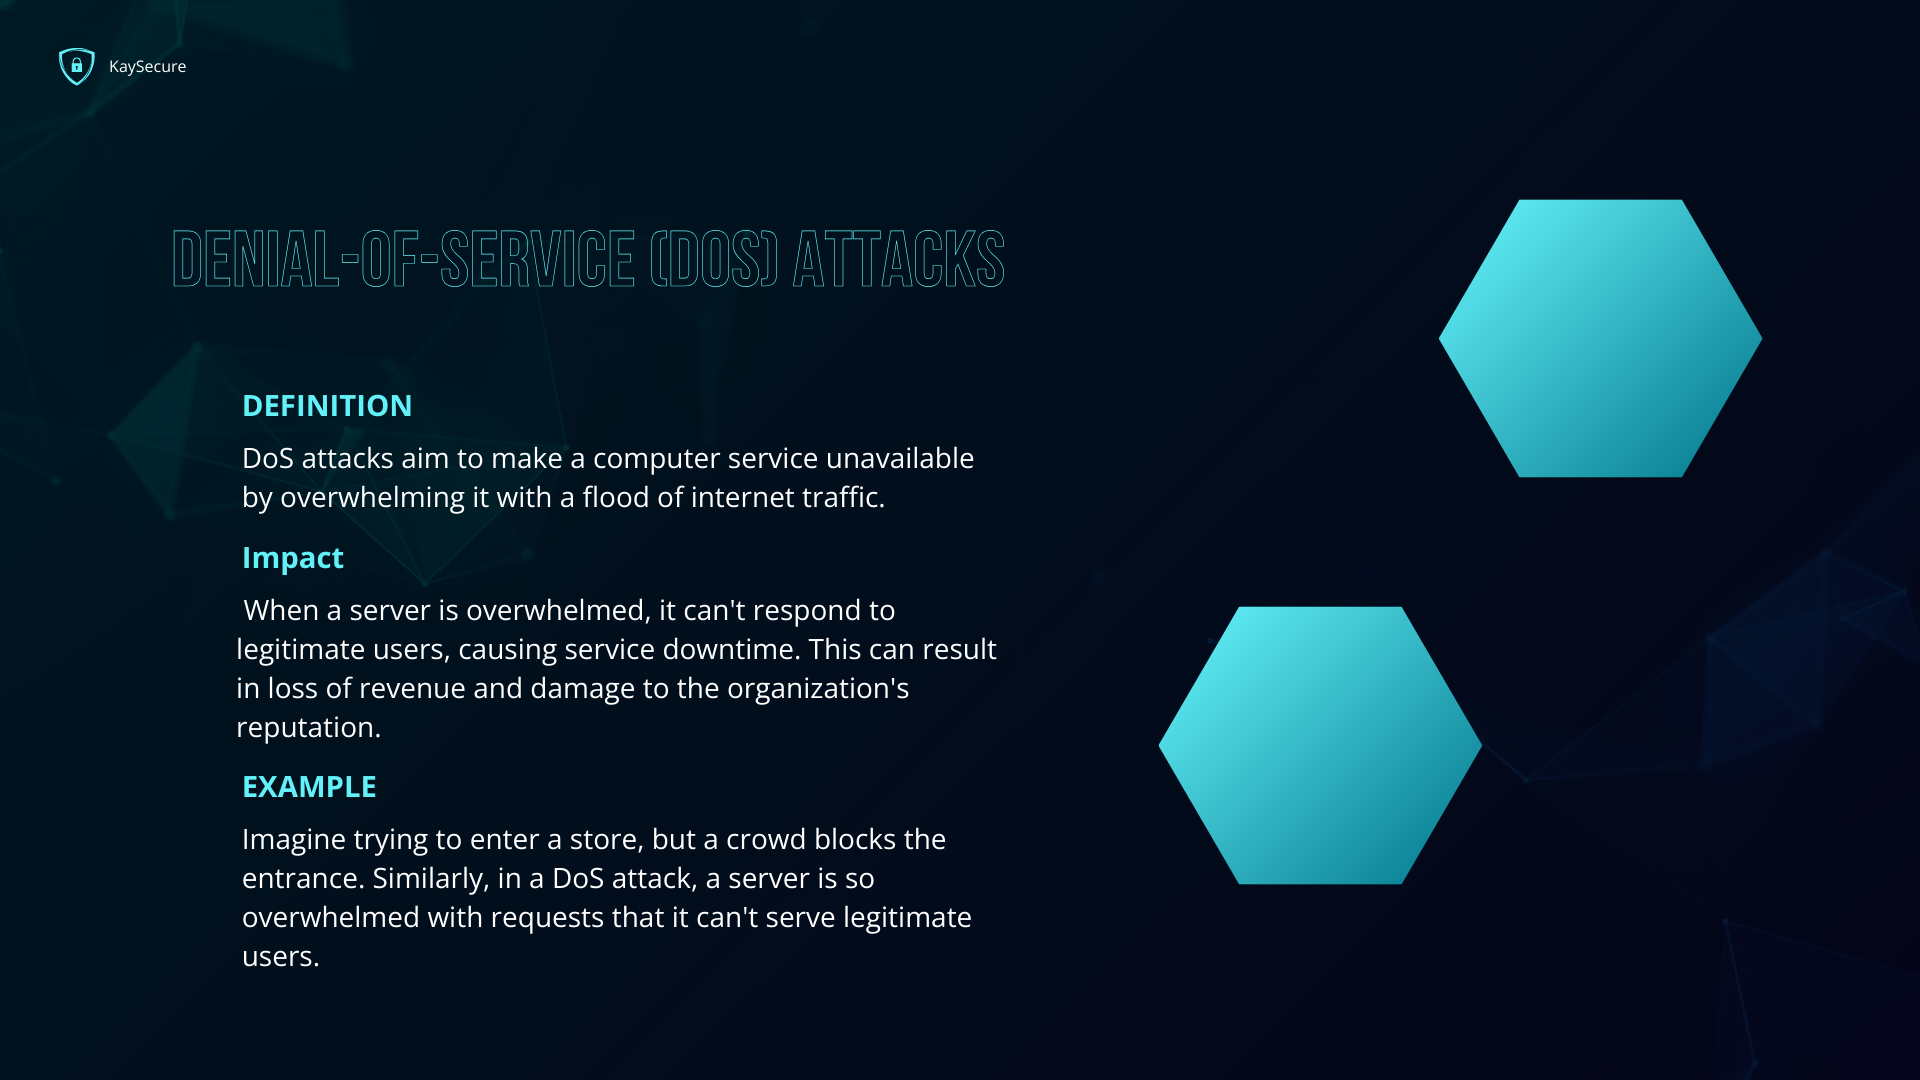 KaySecure
DENIAL-OF-SERVICE (DOS) ATTACKS
DEFINITION
DoS attacks aim to make a computer service unavailable
by overwhelming it with a flood of internet traffic.
Impact
When a server is overwhelmed, it can't respond to
legitimate users, causing service downtime. This can result
in loss of revenue and damage to the organization's
reputation.
EXAMPLE
Imagine trying to enter a store, but a crowd blocks the
entrance. Similarly, in a DoS attack, a server is so
overwhelmed with requests that it can't serve legitimate
users.